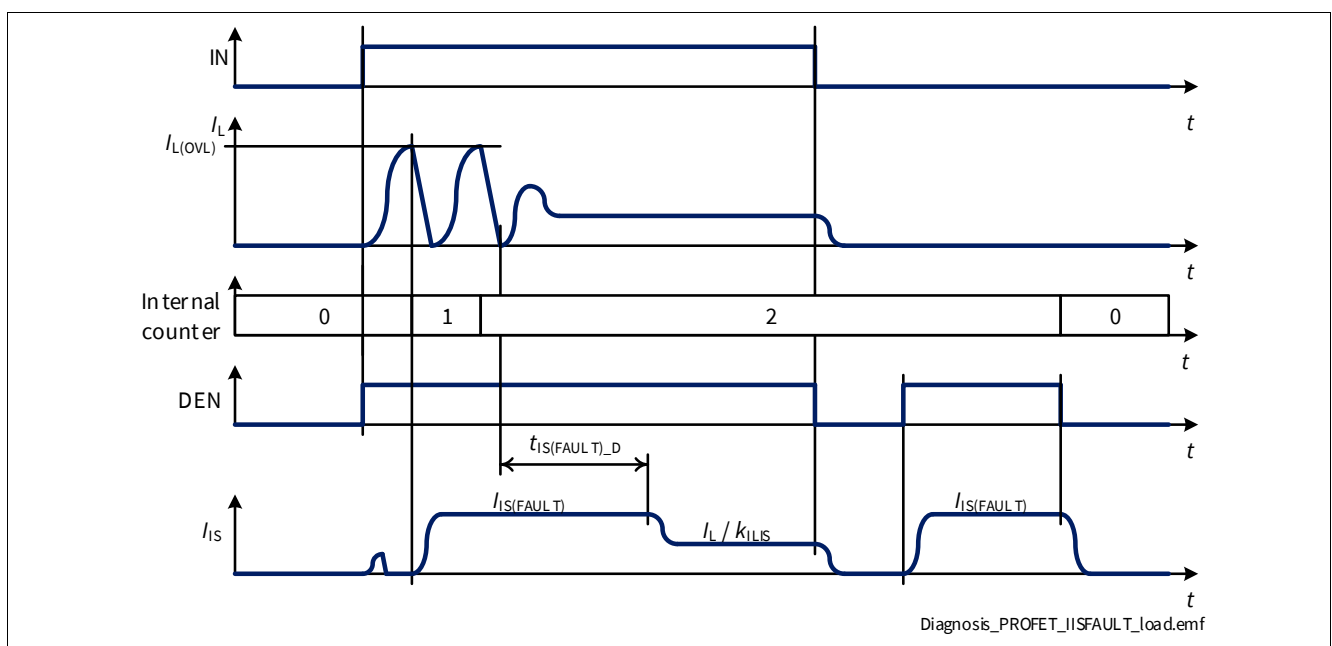 IN
t
IL
IL(OVL)
t
Internal
counter
0
1
2
0
t
DEN
t
tIS(FAULT)_D
IIS
IIS(FAULT)
IL / kILIS
IIS(FAULT)
t
Diagnosis_PROFET_IISFAULT_load.emf